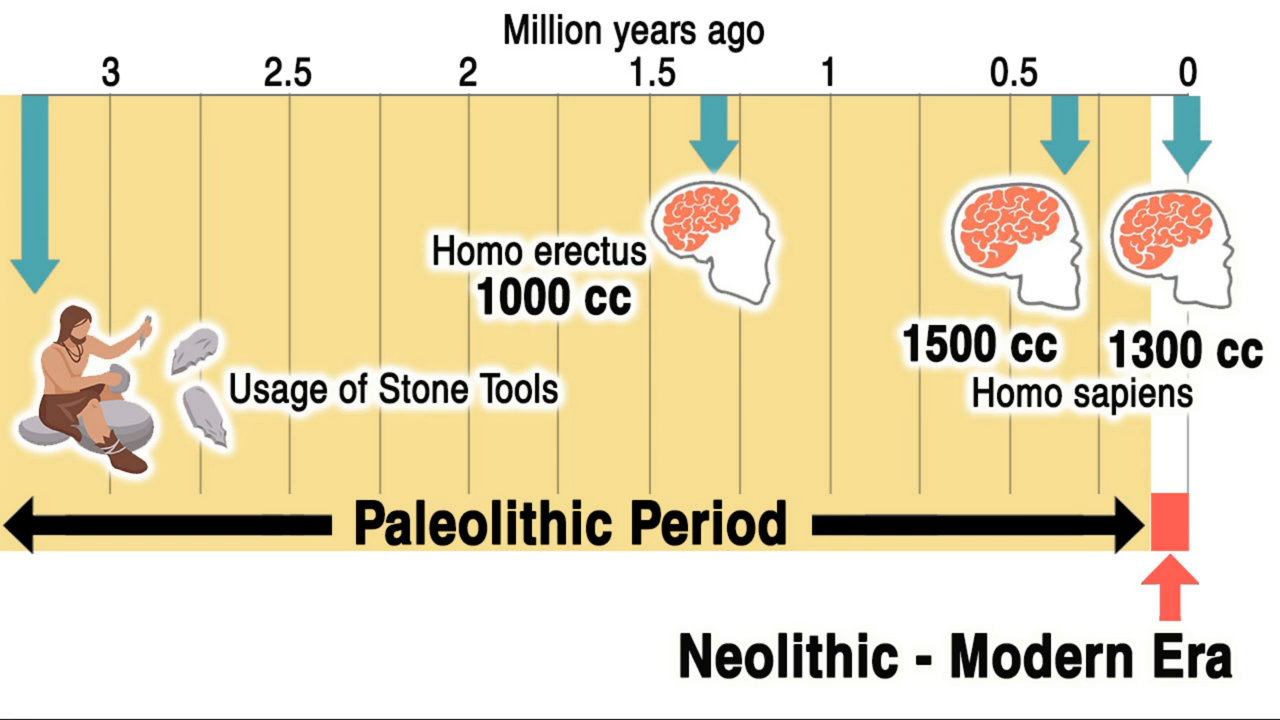 Million years ago
3 2.5 2 1.5 1 0.5 0
Homo erectus
1000 cc
1500 cc 1300 cc
Homo sapiens
Usage of Stone Tools
Paleolithic Period
Neolithic - Modern Era